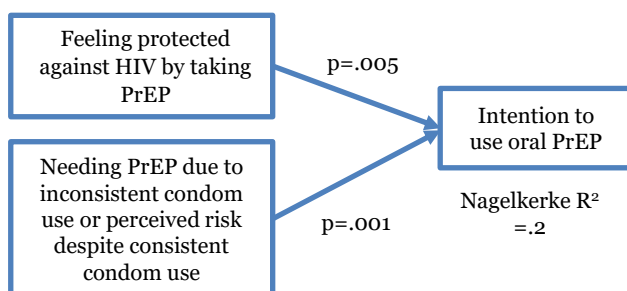 Feeling protected
against HIV by taking
PrEP
p=.005
Needing PrEP due to
inconsistent condom
use or perceived risk
despite consistent
condom use
p=.001
Intention to
use oral PrEP
Nagelkerke R²
=.2